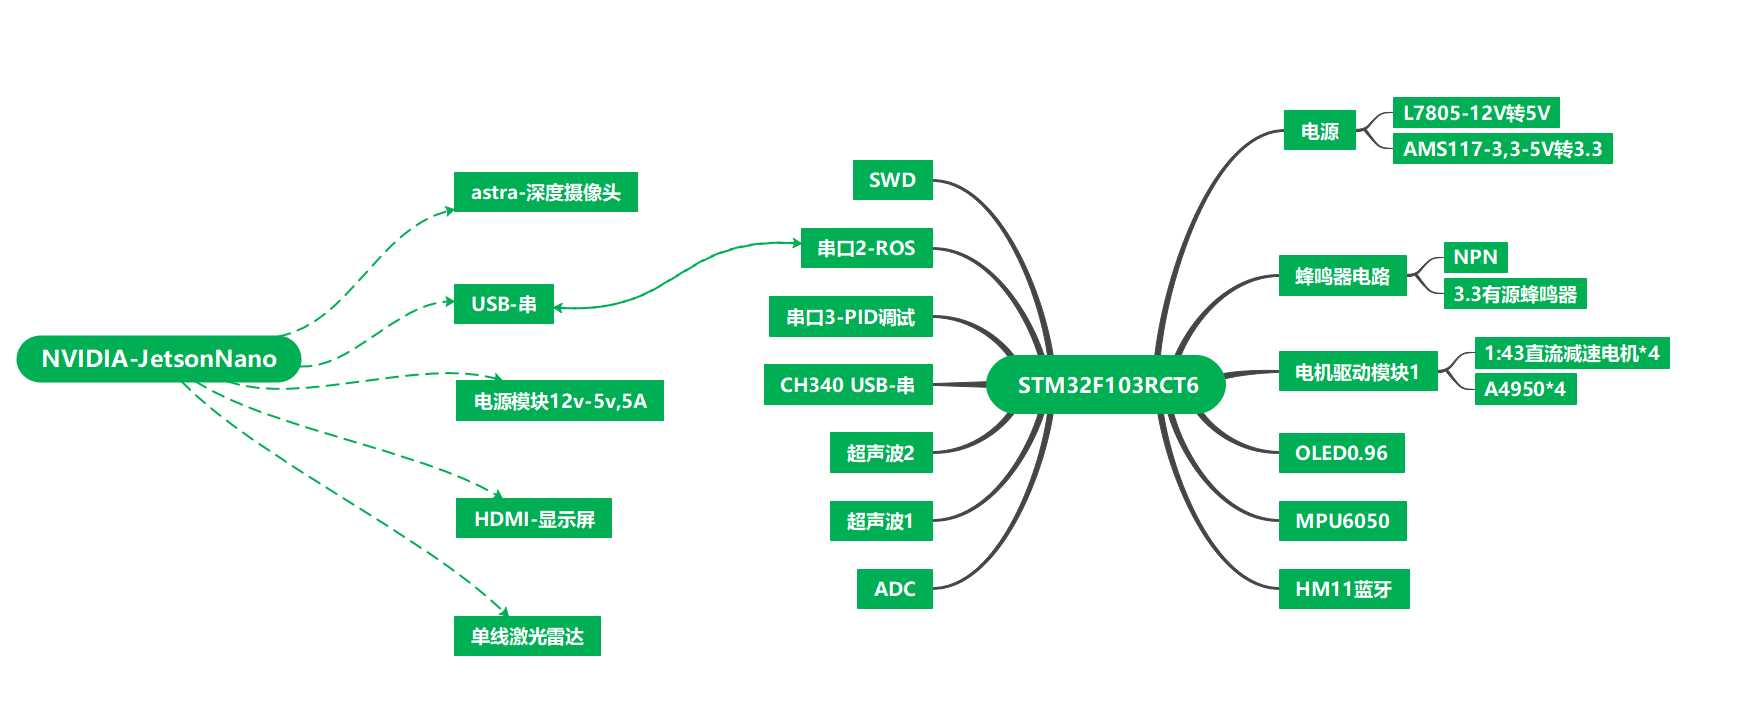 NVIDIA-JetsonNano
astra-深度摄像头
USB-串
电源模块12v-5v,5A
HDMI-显示屏
单线激光雷达
SWD
串口2-ROS
串口3-PID调试
CH340 USB-串
超声波2
超声波1
ADC
STM32F103RCT6
电源
L7805-12V转5V
AMS117-3,3-5V转3.3
蜂鸣器电路
NPN
3.3有源蜂鸣器
电机驱动模块1
1:43直流减速电机*4
A4950*4
OLED0.96
MPU6050
HM11蓝牙